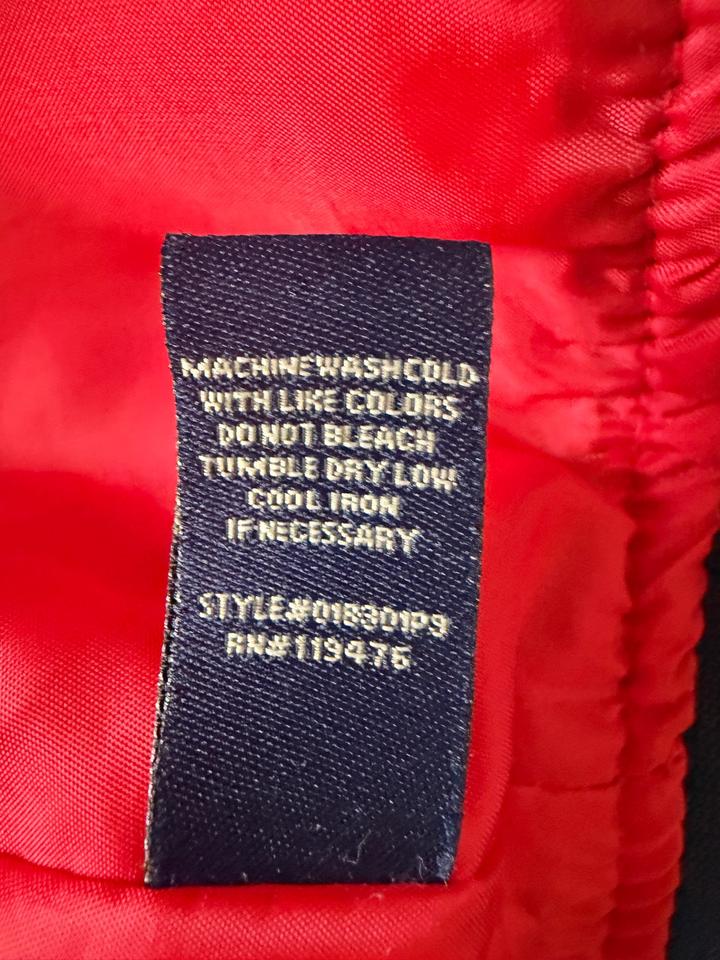 MACHINE WASH COLD
WITH LIKE COLORS
DO NOT BLEACH
TUMBLE DRY LOW
COOL IRON
IF NECESSARY
STYLE#018301P9
RN#119476